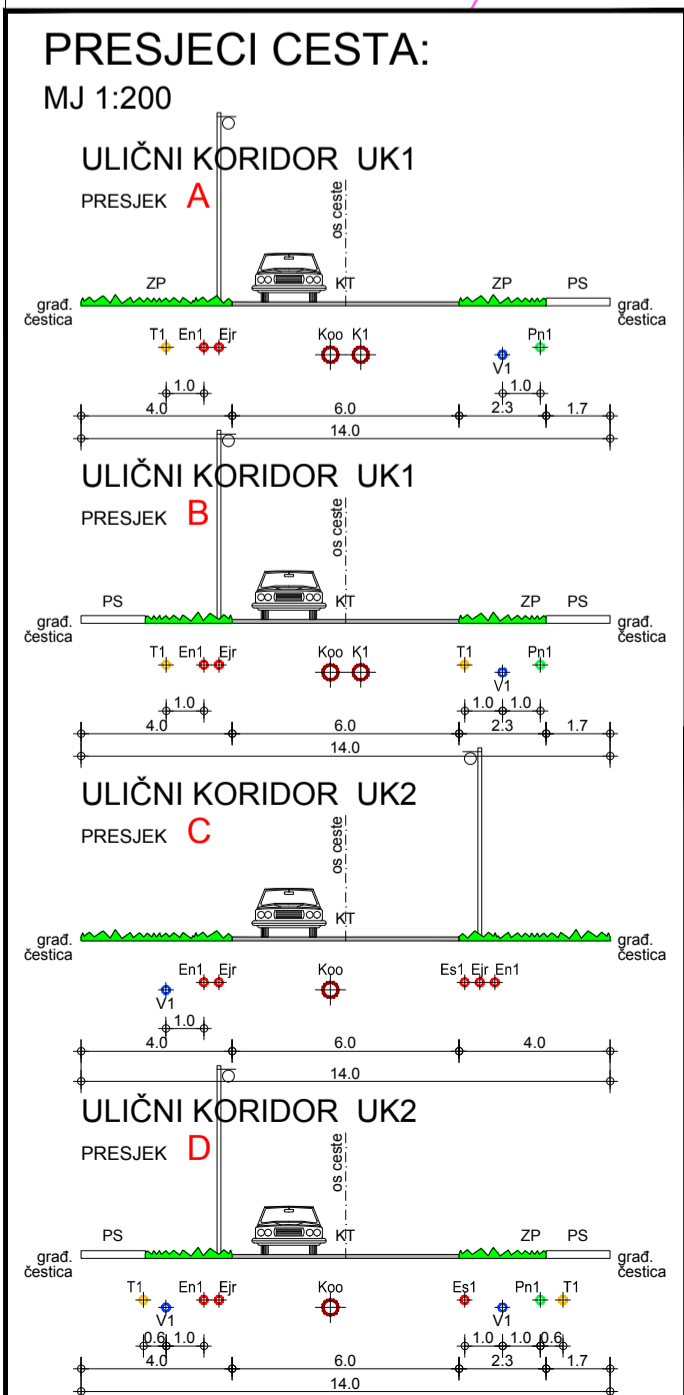 PRESJECI CESTA:
MJ 1:200
ULIČNI KORIDOR UK1
PRESJEK A
os ceste
ZP KT ZP PS
građ. čestica građ. čestica
T1 En1 Ejr Koo K1 V1 Pn1
1.0 1.0
4.0 6.0 2.3 1.7
14.0
ULIČNI KORIDOR UK1
PRESJEK B
os ceste
PS KT ZP PS
građ. čestica građ. čestica
T1 En1 Ejr Koo K1 T1 V1 Pn1
1.0 1.0 1.0
4.0 6.0 2.3 1.7
14.0
ULIČNI KORIDOR UK2
PRESJEK C
os ceste
KT
građ. čestica građ. čestica
V1 En1 Ejr Koo Es1 Ejr En1
1.0
4.0 6.0 4.0
14.0
ULIČNI KORIDOR UK2
PRESJEK D
os ceste
PS KT ZP PS
građ. čestica građ. čestica
T1 V1 En1 Ejr Koo Es1 V1 Pn1 T1
0.6 1.0 1.0 1.0 0.6
4.0 6.0 2.3 1.7
14.0